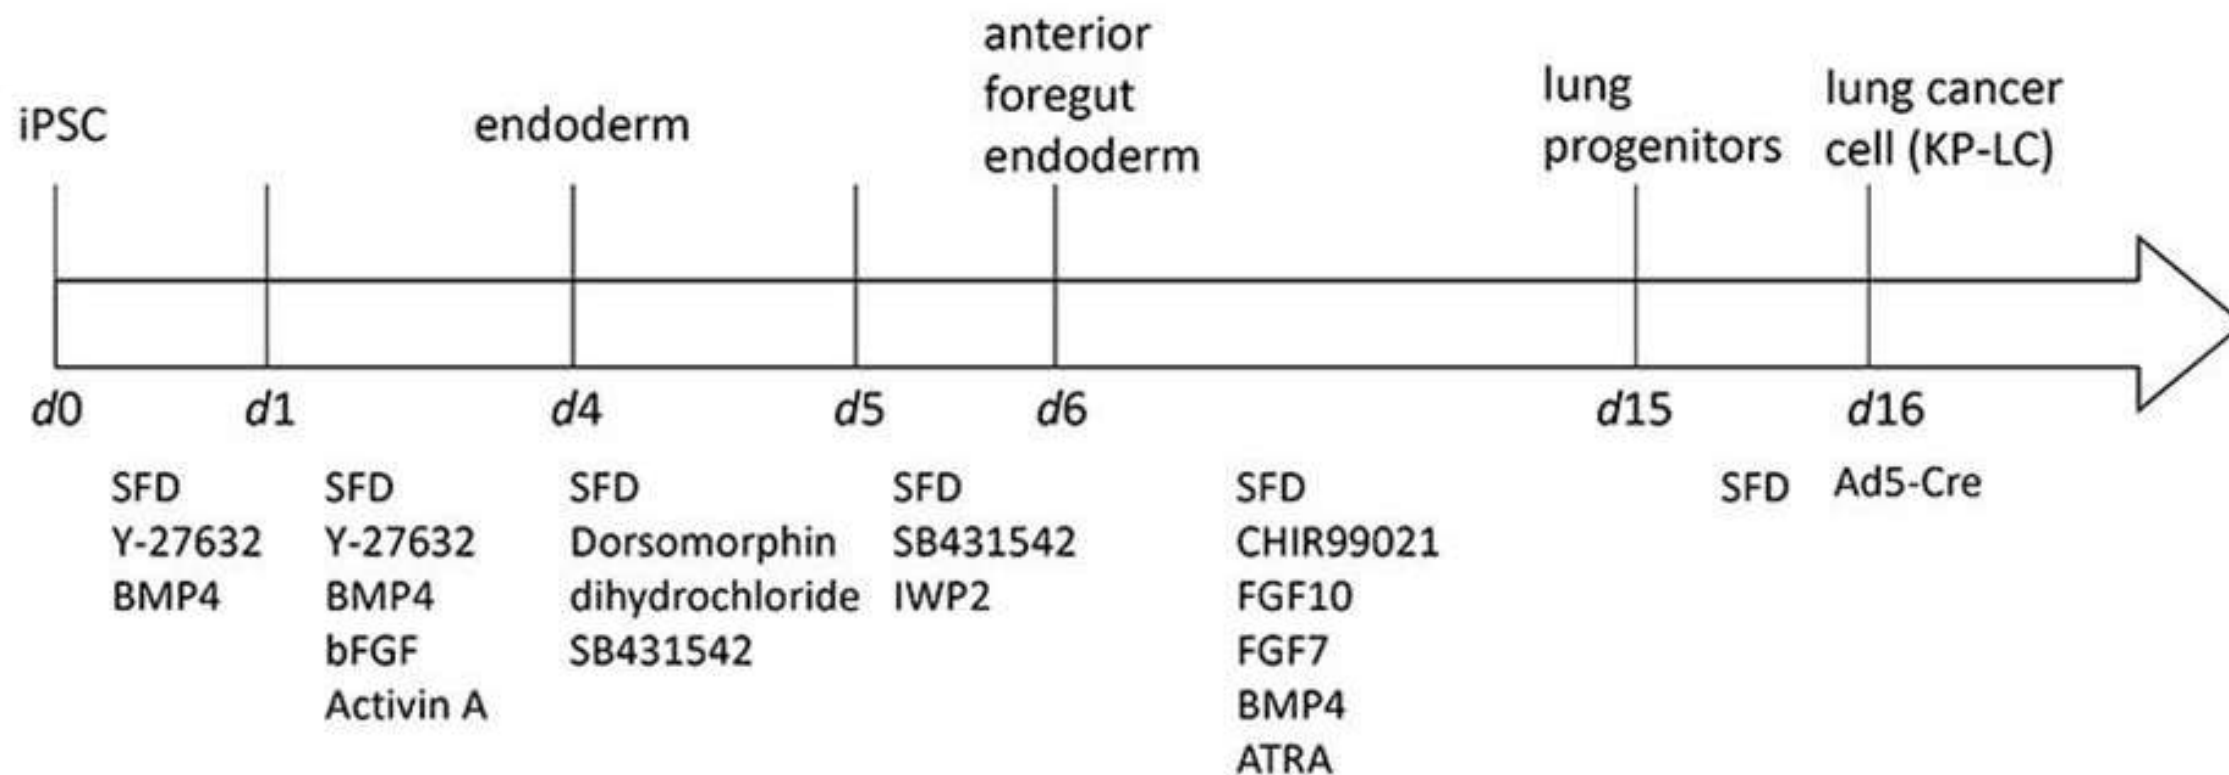 iPSC
endoderm
anterior
foregut
endoderm
lung
progenitors
lung cancer
cell (KP-LC)
d0
d1
d4
d5
d6
d15
d16
SFD
Y-27632
BMP4
SFD
Y-27632
BMP4
bFGF
Activin A
SFD
Dorsomorphin
dihydrochloride
SB431542
SFD
SB431542
IWP2
SFD
CHIR99021
FGF10
FGF7
BMP4
ATRA
SFD
Ad5-Cre